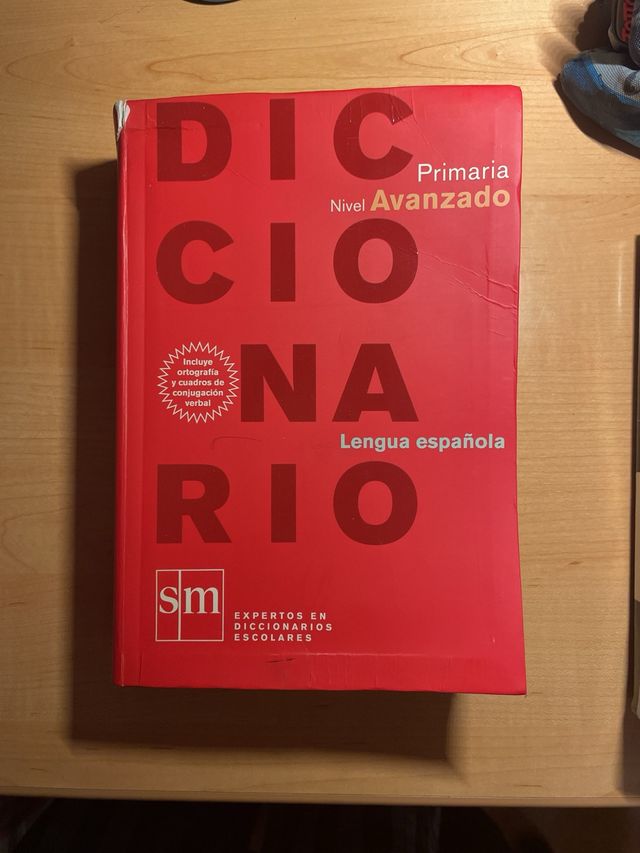 DIC
Primaria
Nivel Avanzado
CIO
Incluye
ortografía
y cuadros de
conjugación
verbal
NA
Lengua española
RIO
sm
EXPERTOS EN
DICCIONARIOS
ESCOLARES